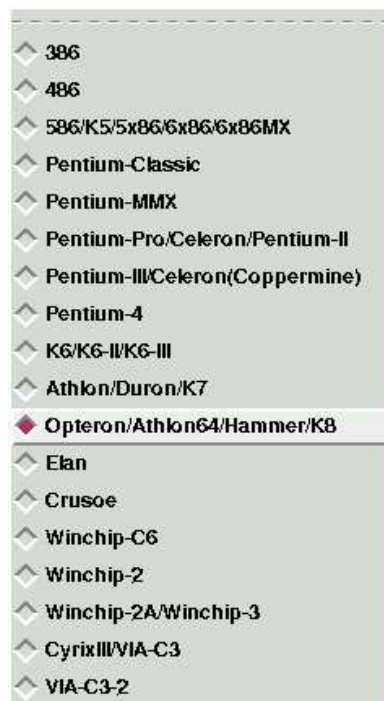 386
486
586/K5/5x86/6x86/6x86MX
Pentium-Classic
Pentium-MMX
Pentium-Pro/Celeron/Pentium-II
Pentium-III/Celeron(Coppermine)
Pentium-4
K6/K6-II/K6-III
Athlon/Duron/K7
Opteron/Athlon64/Hammer/K8
Elan
Crusoe
Winchip-C6
Winchip-2
Winchip-2A/Winchip-3
CyrixIII/VIA-C3
VIA-C3-2